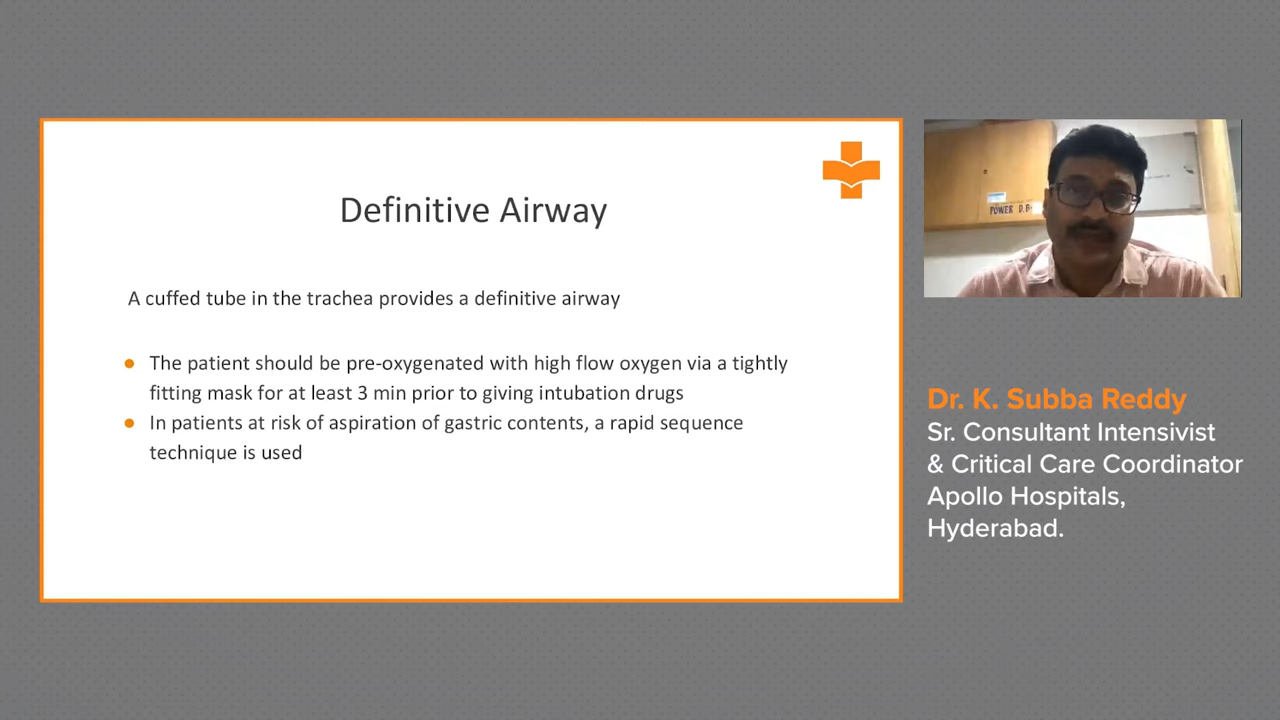 Definitive Airway
A cuffed tube in the trachea provides a definitive airway
● The patient should be pre-oxygenated with high flow oxygen via a tightly
fitting mask for at least 3 min prior to giving intubation drugs
● In patients at risk of aspiration of gastric contents, a rapid sequence
technique is used
POWER D.B
Dr. K. Subba Reddy
Sr. Consultant Intensivist
& Critical Care Coordinator
Apollo Hospitals,
Hyderabad.